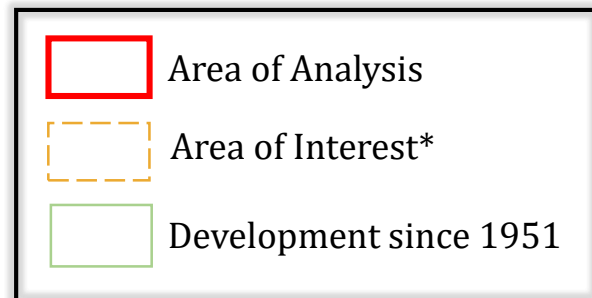 Area of Analysis
Area of Interest*
Development since 1951